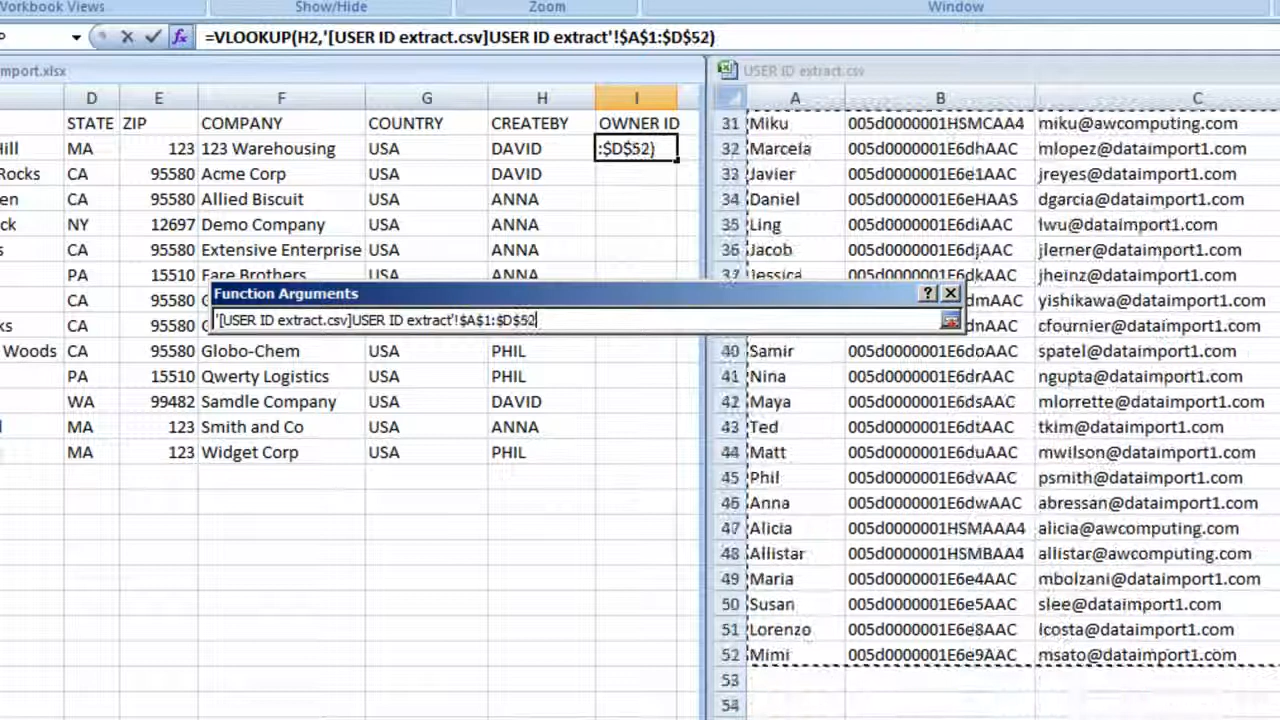 Workbook Views Show/Hide Zoom Window
=VLOOKUP(H2,'[USER ID extract.csv]USER ID extract'!$A$1:$D$52)
mport.xlsx
D E F G H I
STATE ZIP COMPANY COUNTRY CREATEBY OWNER ID
Hill MA 123 123 Warehousing USA DAVID :$D$52)
Rocks CA 95580 Acme Corp USA DAVID
en CA 95580 Allied Biscuit USA ANNA
ck NY 12697 Demo Company USA ANNA
s CA 95580 Extensive Enterprise USA ANNA
PA 15510 Fare Brothers USA ANNA
CA 95580
ks CA 95580
Woods CA 95580 Globo-Chem USA PHIL
PA 15510 Qwerty Logistics USA PHIL
WA 99482 Samdle Company USA DAVID
MA 123 Smith and Co USA ANNA
MA 123 Widget Corp USA PHIL
Function Arguments
'[USER ID extract.csv]USER ID extract'!$A$1:$D$52
USER ID extract.csv
A B C
31 Miku 005d0000001HSMCAA4 miku@awcomputing.com
32 Marcela 005d0000001E6dhAAC mlopez@dataimport1.com
33 Javier 005d0000001E6e1AAC jreyes@dataimport1.com
34 Daniel 005d0000001E6eHAAS dgarcia@dataimport1.com
35 Ling 005d0000001E6diAAC lwu@dataimport1.com
36 Jacob 005d0000001E6djAAC jlerner@dataimport1.com
37 Jessica 005d0000001E6dkAAC jheinz@dataimport1.com
dmAAC yishikawa@dataimport1.com
dnAAC cfournier@dataimport1.com
40 Samir 005d0000001E6doAAC spatel@dataimport1.com
41 Nina 005d0000001E6drAAC ngupta@dataimport1.com
42 Maya 005d0000001E6dsAAC mlorrette@dataimport1.com
43 Ted 005d0000001E6dtAAC tkim@dataimport1.com
44 Matt 005d0000001E6duAAC mwilson@dataimport1.com
45 Phil 005d0000001E6dvAAC psmith@dataimport1.com
46 Anna 005d0000001E6dwAAC abressan@dataimport1.com
47 Alicia 005d0000001HSMAAA4 alicia@awcomputing.com
48 Allistar 005d0000001HSMBAA4 allistar@awcomputing.com
49 Maria 005d0000001E6e4AAC mbolzani@dataimport1.com
50 Susan 005d0000001E6e5AAC slee@dataimport1.com
51 Lorenzo 005d0000001E6e8AAC lcosta@dataimport1.com
52 Mimi 005d0000001E6e9AAC msato@dataimport1.com
53
54